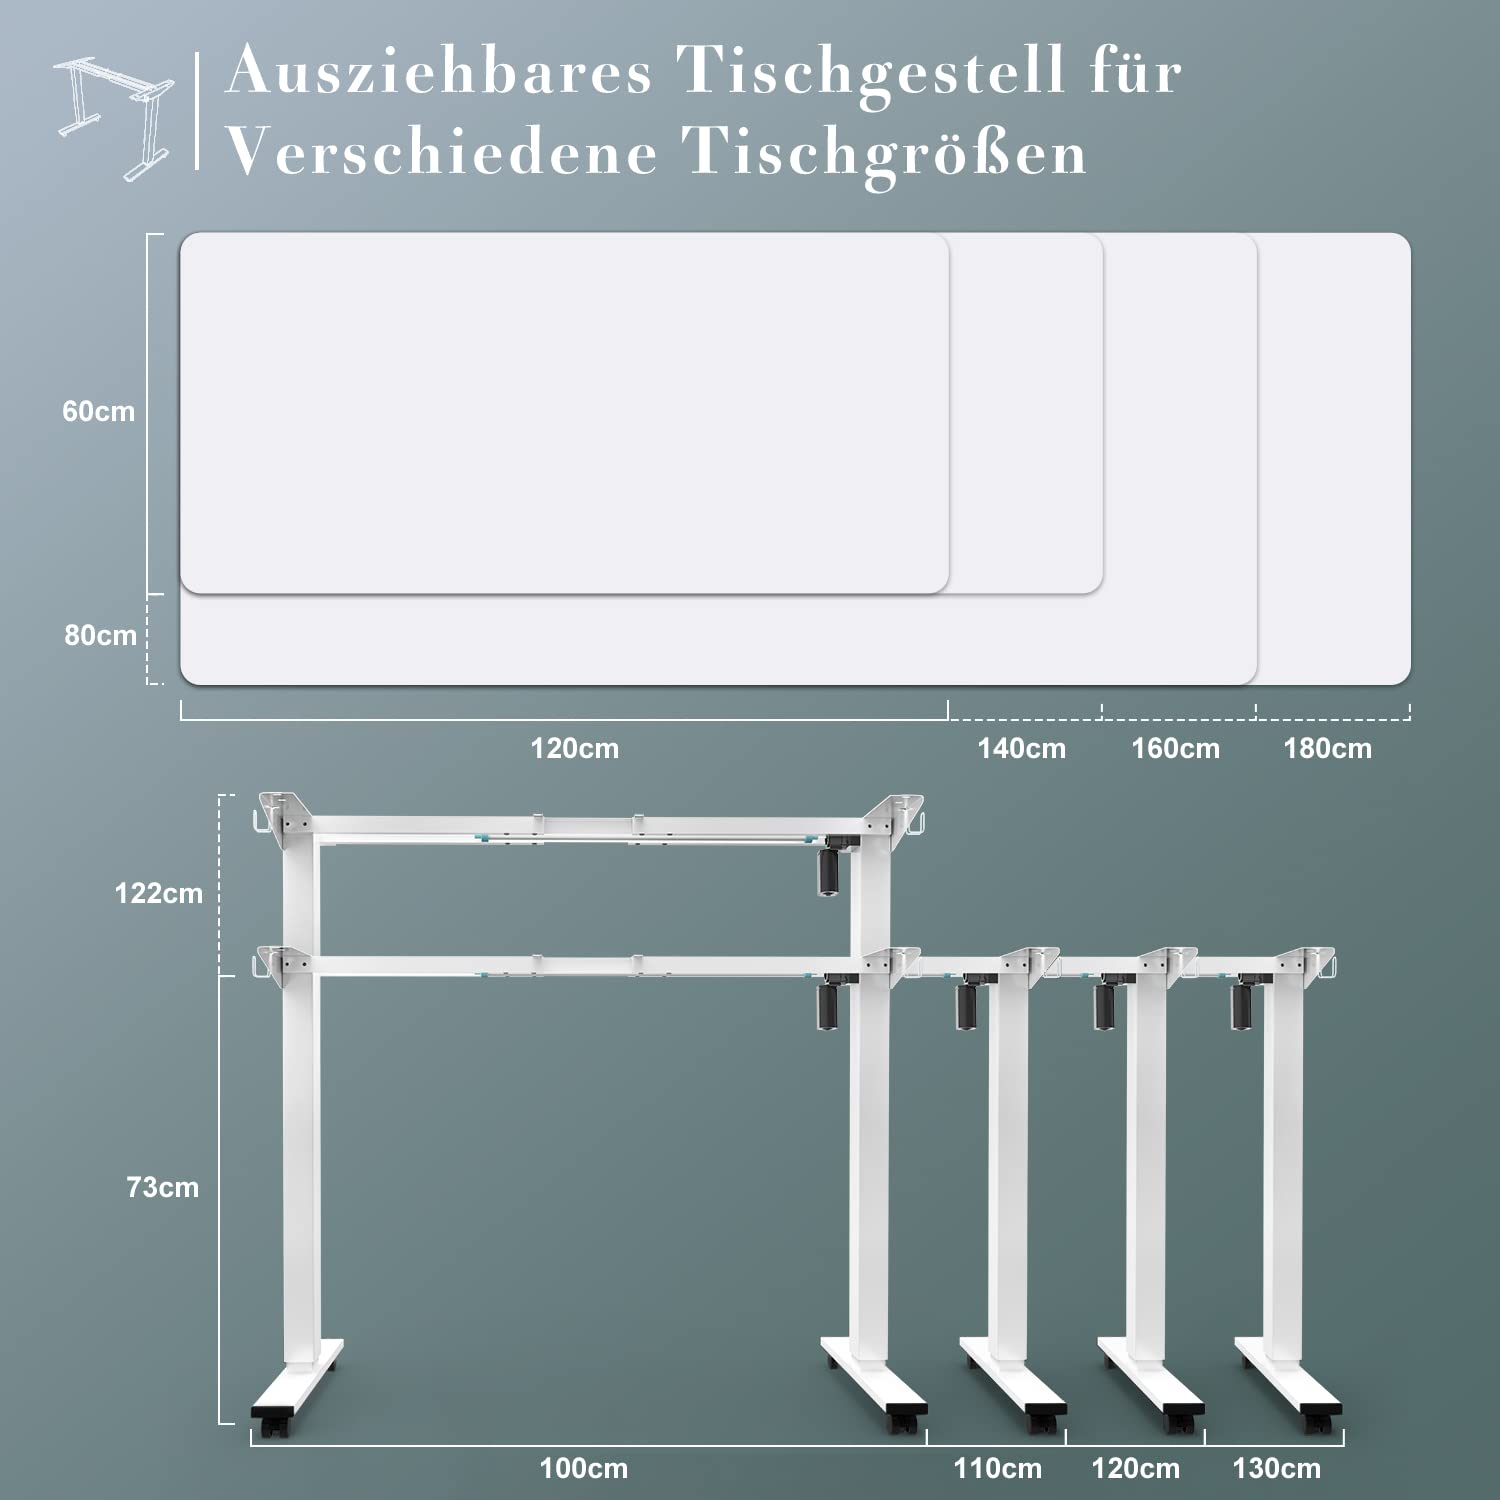 Ausziehbares Tischgestell für
Verschiedene Tischgrößen
60cm
80cm
120cm
140cm
160cm
180cm
122cm
73cm
100cm
110cm
120cm
130cm